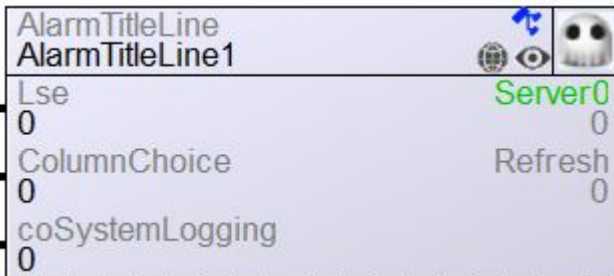 AlarmTitleLine
AlarmTitleLine1
Lse Server0
0 0
ColumnChoice Refresh
0 0
coSystemLogging
0